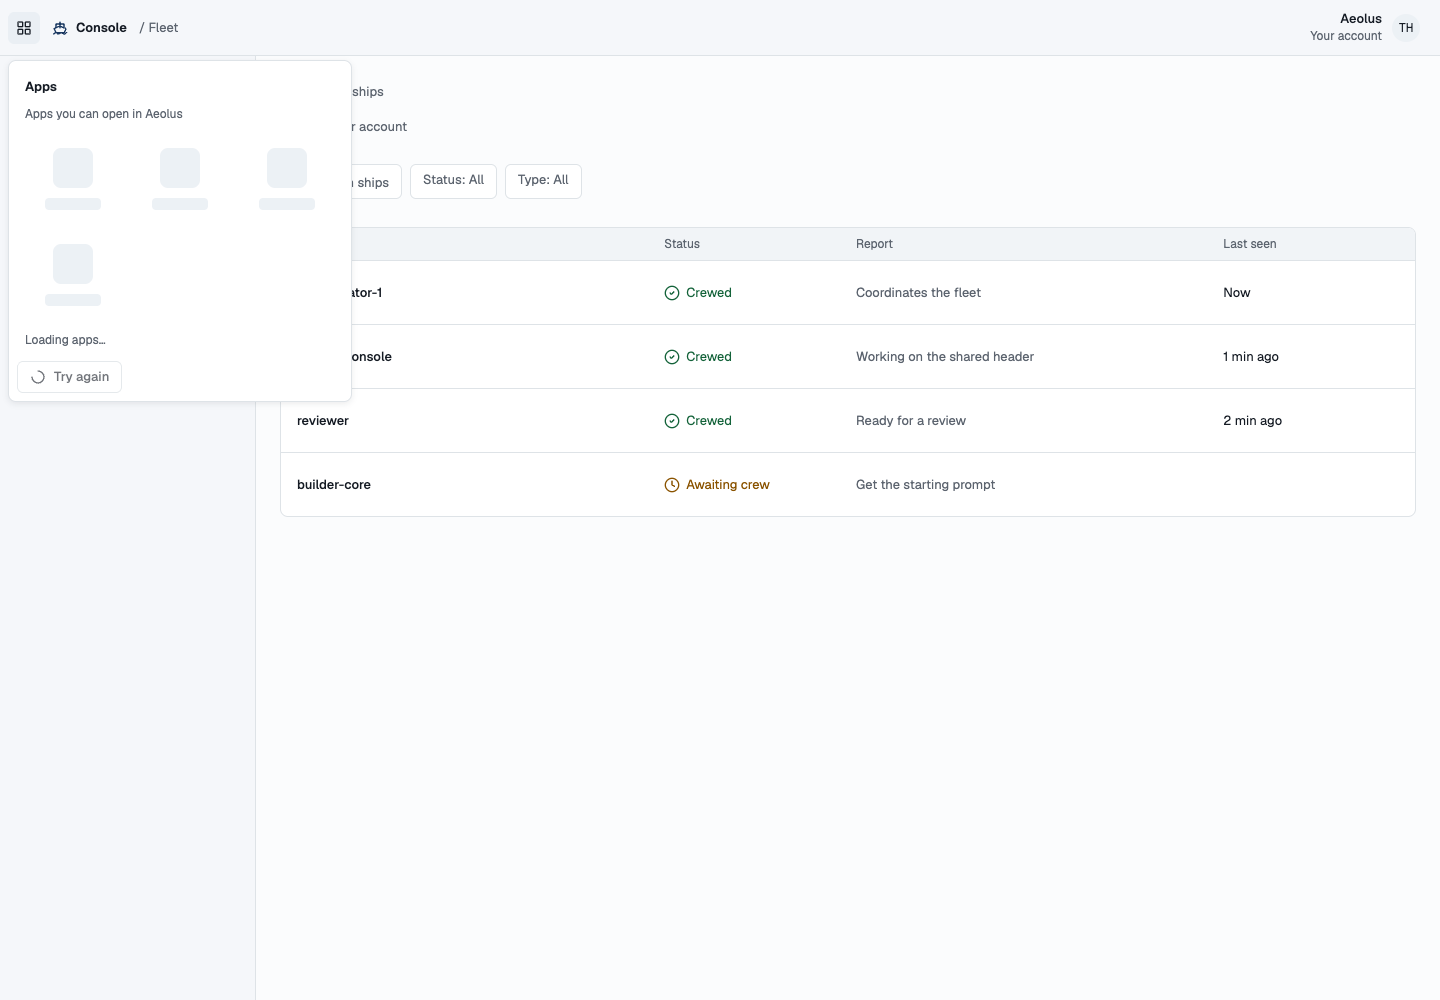 Console / Fleet
Aeolus
Your account
TH
Apps
Apps you can open in Aeolus
Loading apps...
Try again
ships
account
ships
Status: All
Type: All
Status Report Last seen
ator-1 Crewed Coordinates the fleet Now
onsole Crewed Working on the shared header 1 min ago
reviewer Crewed Ready for a review 2 min ago
builder-core Awaiting crew Get the starting prompt